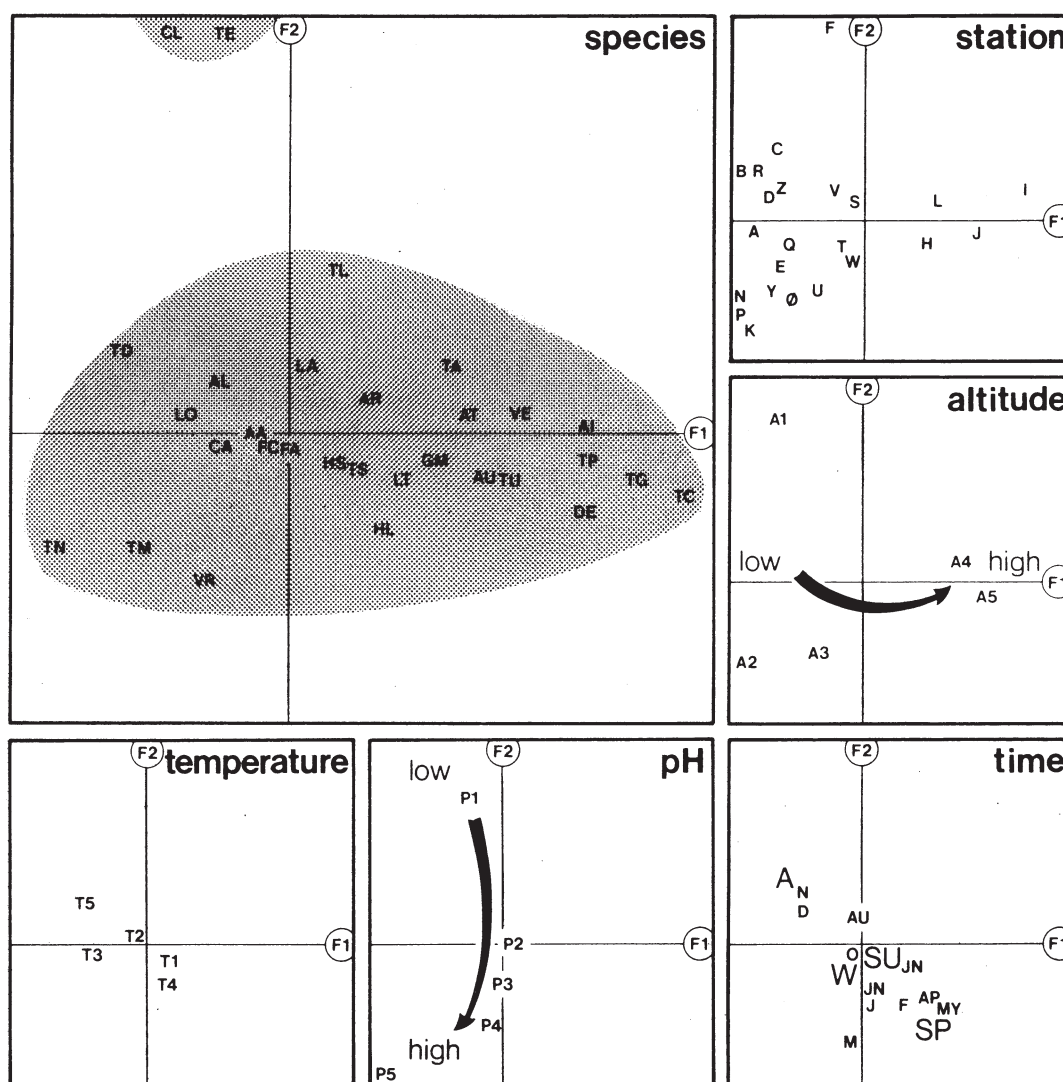 CL TE F2 species
TL
TD
LA TA
AL
AR
LO AT VE
AI
AA F1
CA FC FA
HS TS LT GM TP
AU TU TG
TC
DE
HL
TN TM
VR
F F2 station
C
B R
D Z V S L I
A J F1
Q T H
E W
N Y Ø U
P
K
F2 altitude
A1
low A4 high
F1
A5
A2 A3
F2 temperature
T5
T2 F1
T3 T1
T4
F2 pH
low
P1
P2 F1
P3
P4
high
P5
F2 time
A N
D AU
F1
O SU JN
W
JN AP
J F MY
SP
M